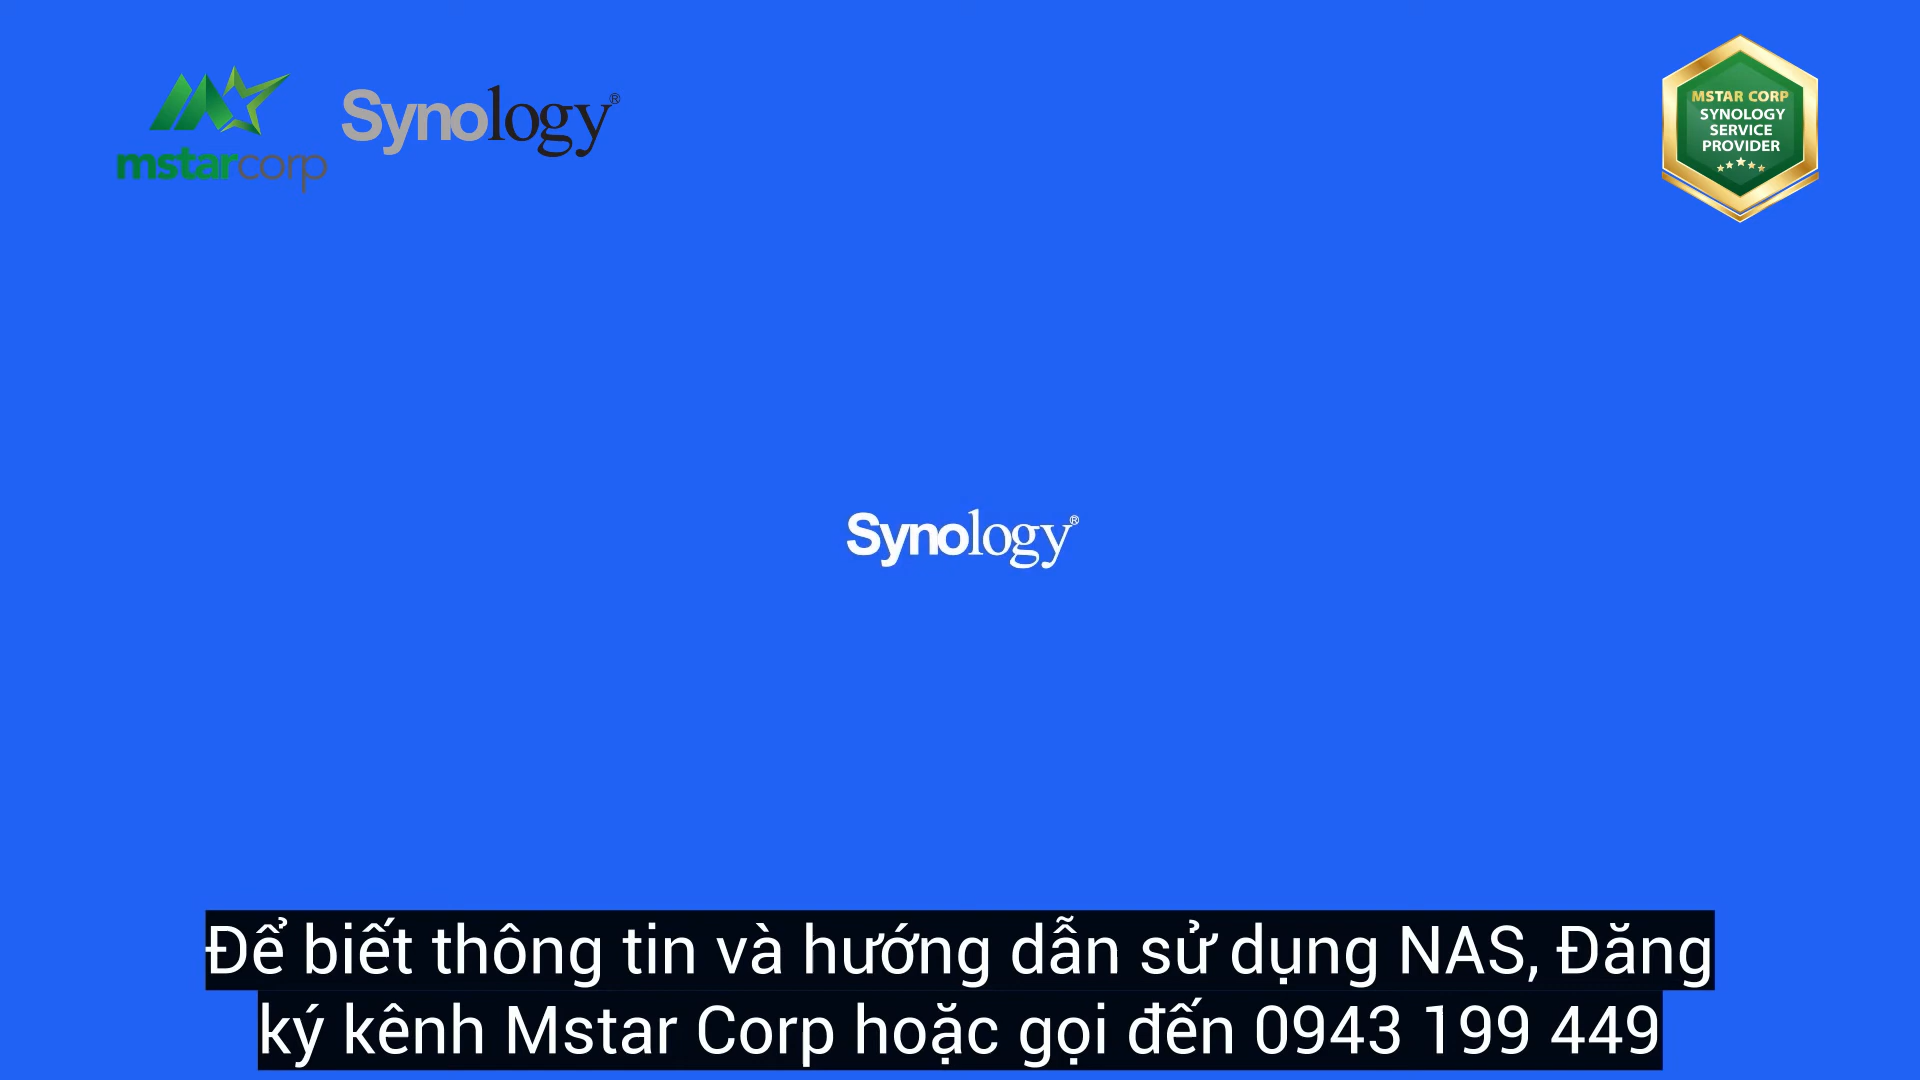 mstarcorp
Synology®
MSTAR CORP
SYNOLOGY
SERVICE
PROVIDER
Synology®
Để biết thông tin và hướng dẫn sử dụng NAS, Đăng
ký kênh Mstar Corp hoặc gọi đến 0943 199 449